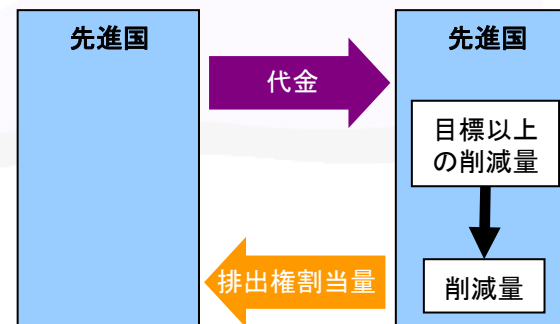 先進国
代金
先進国
目標以上
の削減量
排出権割当量
削減量